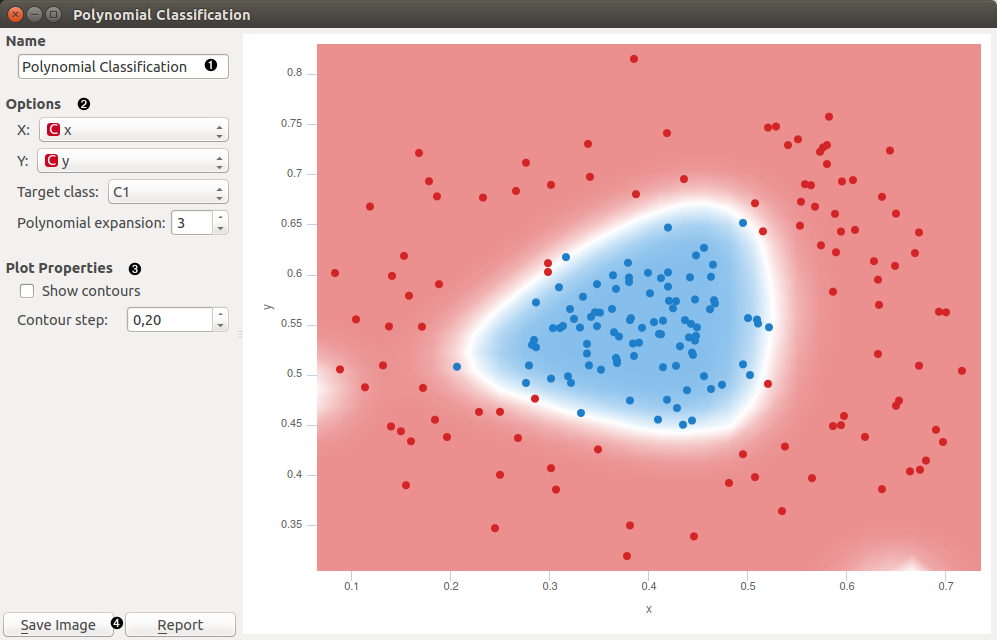 Polynomial Classification
Name
Polynomial Classification 1
Options 2
X: C x
Y: C y
Target class: C1
Polynomial expansion: 3
Plot Properties 3
Show contours
Contour step: 0,20
Save Image 4 Report
0.8
0.75
0.7
0.65
0.6
0.55
0.5
0.45
0.4
0.35
y
0.1 0.2 0.3 0.4 0.5 0.6 0.7
x